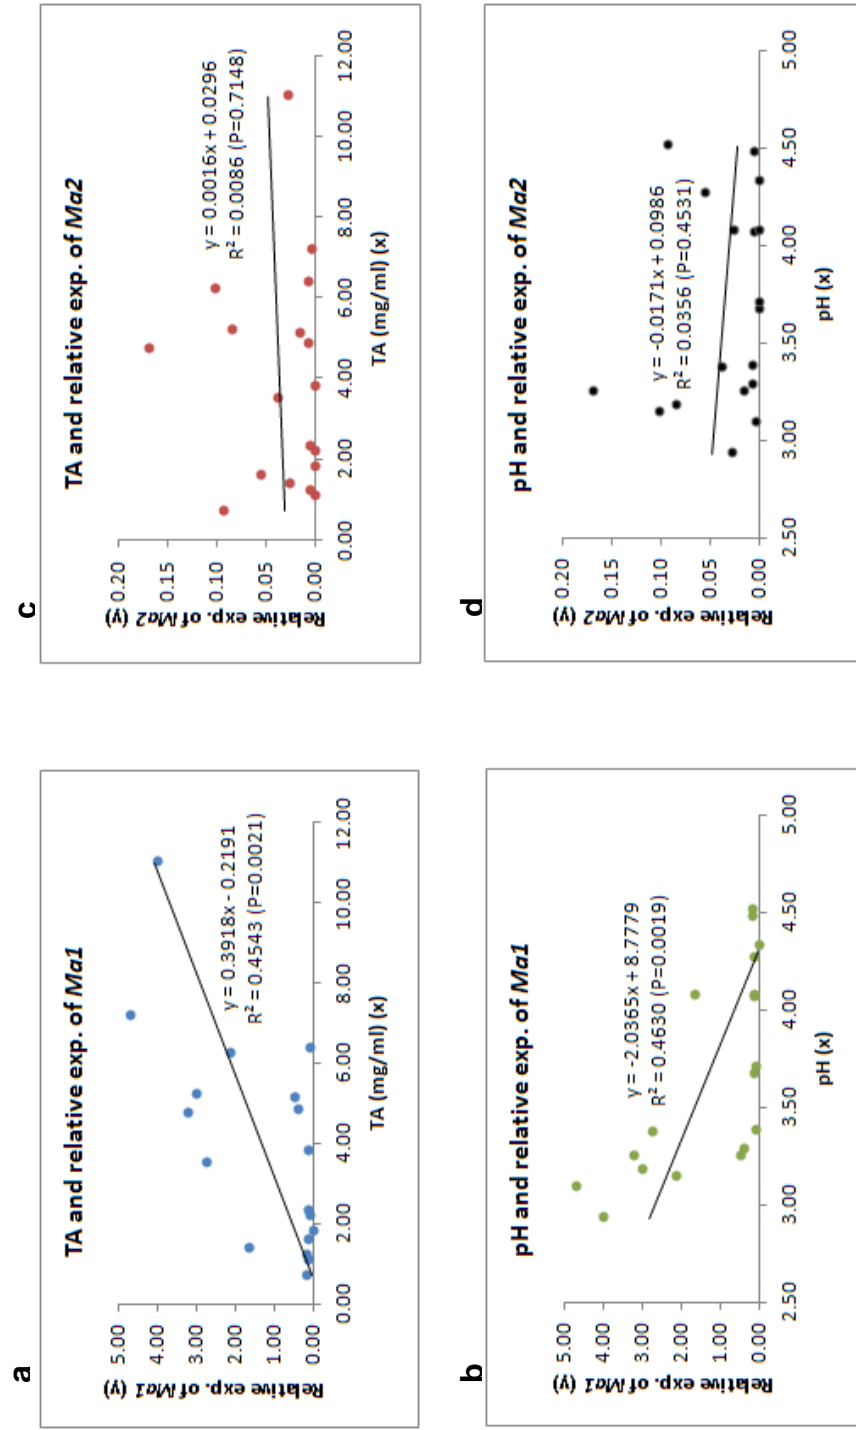 a
TA and relative exp. of Ma1
Relative exp. of Ma1 (y)
5.00
4.00
3.00
2.00
1.00
0.00
y = 0.3918x - 0.2191
R² = 0.4543 (P=0.0021)
0.00 2.00 4.00 6.00 8.00 10.00 12.00
TA (mg/ml) (x)
c
TA and relative exp. of Ma2
Relative exp. of Ma2 (y)
0.20
0.15
0.10
0.05
0.00
y = 0.0016x + 0.0296
R² = 0.0086 (P=0.7148)
0.00 2.00 4.00 6.00 8.00 10.00 12.00
TA (mg/ml) (x)
b
pH and relative exp. of Ma1
Relative exp. of Ma1 (y)
5.00
4.00
3.00
2.00
1.00
0.00
y = -2.0365x + 8.7779
R² = 0.4630 (P=0.0019)
2.50 3.00 3.50 4.00 4.50 5.00
pH (x)
d
pH and relative exp. of Ma2
Relative exp. of Ma2 (y)
0.20
0.15
0.10
0.05
0.00
y = -0.0171x + 0.0986
R² = 0.0356 (P=0.4531)
2.50 3.00 3.50 4.00 4.50 5.00
pH (x)